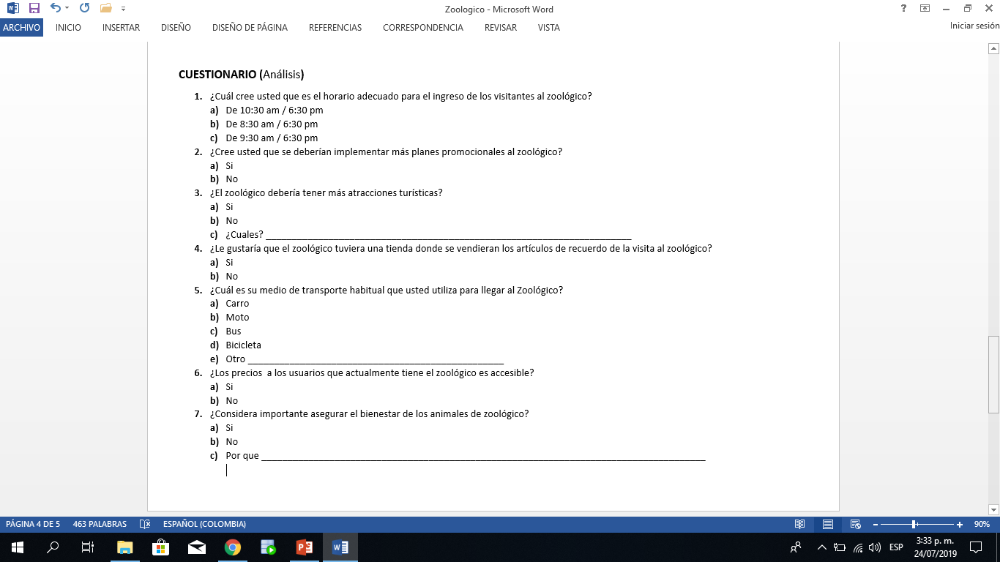 Zoologico - Microsoft Word
?
ARCHIVO INICIO INSERTAR DISEÑO DISEÑO DE PÁGINA REFERENCIAS CORRESPONDENCIA REVISAR VISTA Iniciar sesión
CUESTIONARIO (Análisis)
1. ¿Cuál cree usted que es el horario adecuado para el ingreso de los visitantes al zoológico?
a) De 10:30 am / 6:30 pm
b) De 8:30 am / 6:30 pm
c) De 9:30 am / 6:30 pm
2. ¿Cree usted que se deberían implementar más planes promocionales al zoológico?
a) Si
b) No
3. ¿El zoológico debería tener más atracciones turísticas?
a) Si
b) No
c) ¿Cuales? ______________________________________________________________
4. ¿Le gustaría que el zoológico tuviera una tienda donde se vendieran los artículos de recuerdo de la visita al zoológico?
a) Si
b) No
5. ¿Cuál es su medio de transporte habitual que usted utiliza para llegar al Zoológico?
a) Carro
b) Moto
c) Bus
d) Bicicleta
e) Otro ____________________________________________
6. ¿Los precios  a los usuarios que actualmente tiene el zoológico es accesible?
a) Si
b) No
7. ¿Considera importante asegurar el bienestar de los animales de zoológico?
a) Si
b) No
c) Por que ____________________________________________________________________________
PÁGINA 4 DE 5 463 PALABRAS ESPAÑOL (COLOMBIA) 90%
ESP
3:33 p. m.
24/07/2019